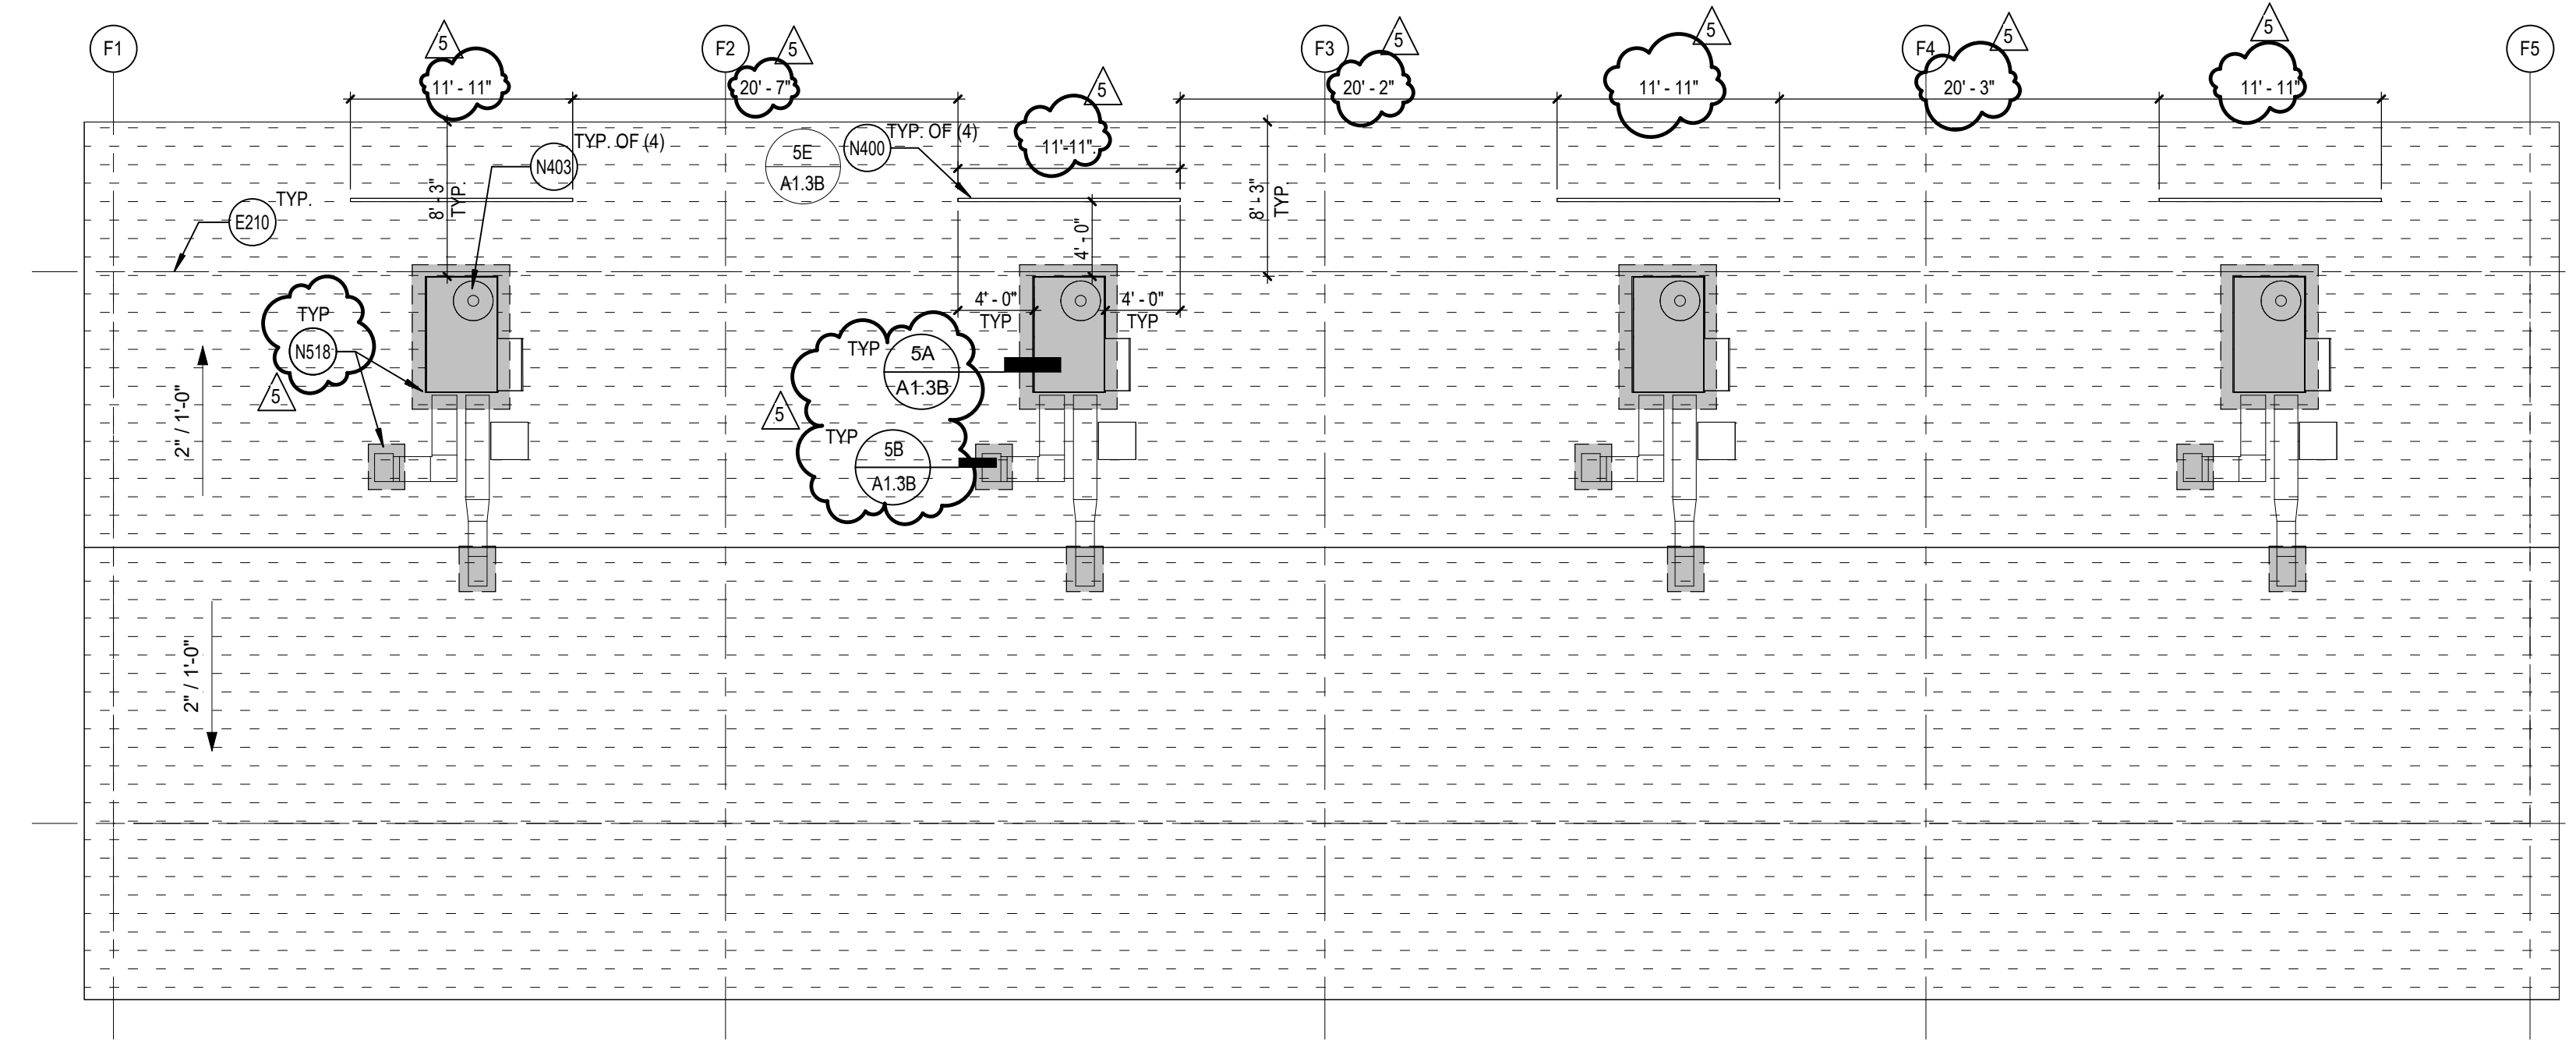 F1
F2
F3
F4
F5
5
5
5
5
5
5
5
11' - 11"
20' - 7"
20' - 2"
11' - 11"
20' - 3"
11' - 11"
11'-11"
TYP. OF (4)
N403
5E
A1.3B
N400
TYP. OF (4)
8' - 3"
TYP.
8' - 3"
TYP.
E210
TYP.
4' - 0"
4' - 0"
TYP
4' - 0"
TYP
TYP
N518
5
TYP
5A
A1.3B
5
TYP
5B
A1.3B
2" / 1'-0"
2" / 1'-0"